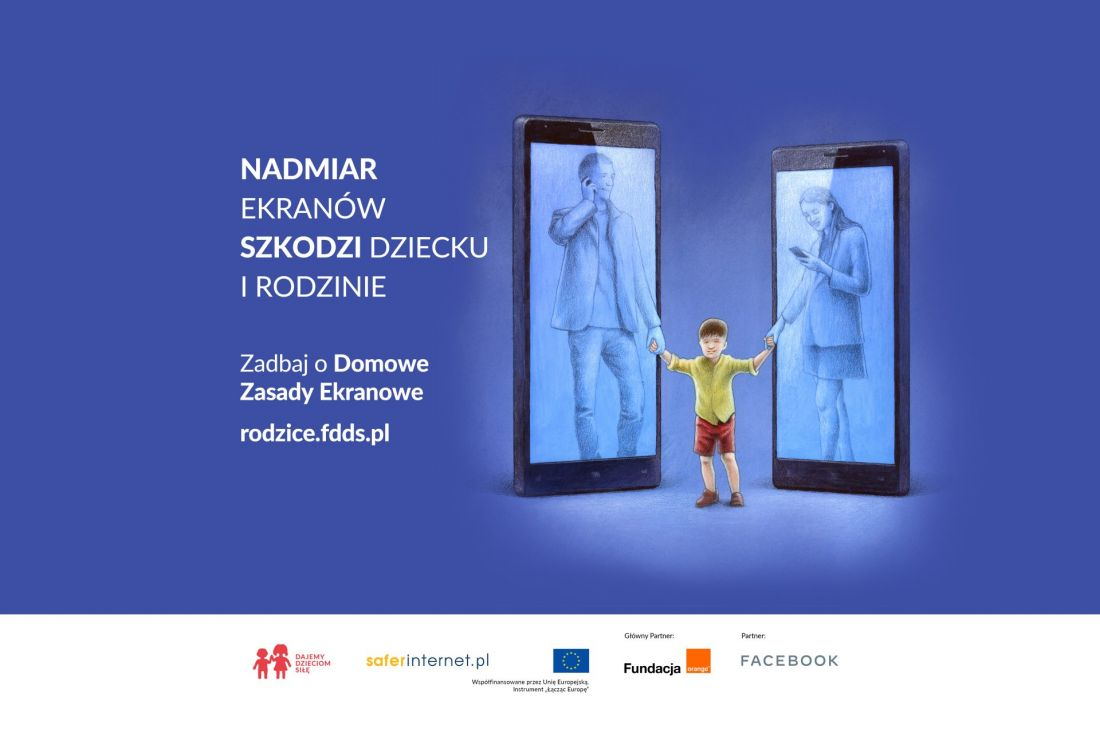 NADMIAR
EKRANÓW
SZKODZI DZIECKU
I RODZINIE
Zadbaj o Domowe
Zasady Ekranowe
rodzice.fdds.pl
DAJEMY
DZIECIOM
SIŁĘ
saferinternet.pl
Współfinansowane przez Unię Europejską,
Instrument „Łącząc Europę”
Główny Partner:
Fundacja
orange
Partner:
FACEBOOK